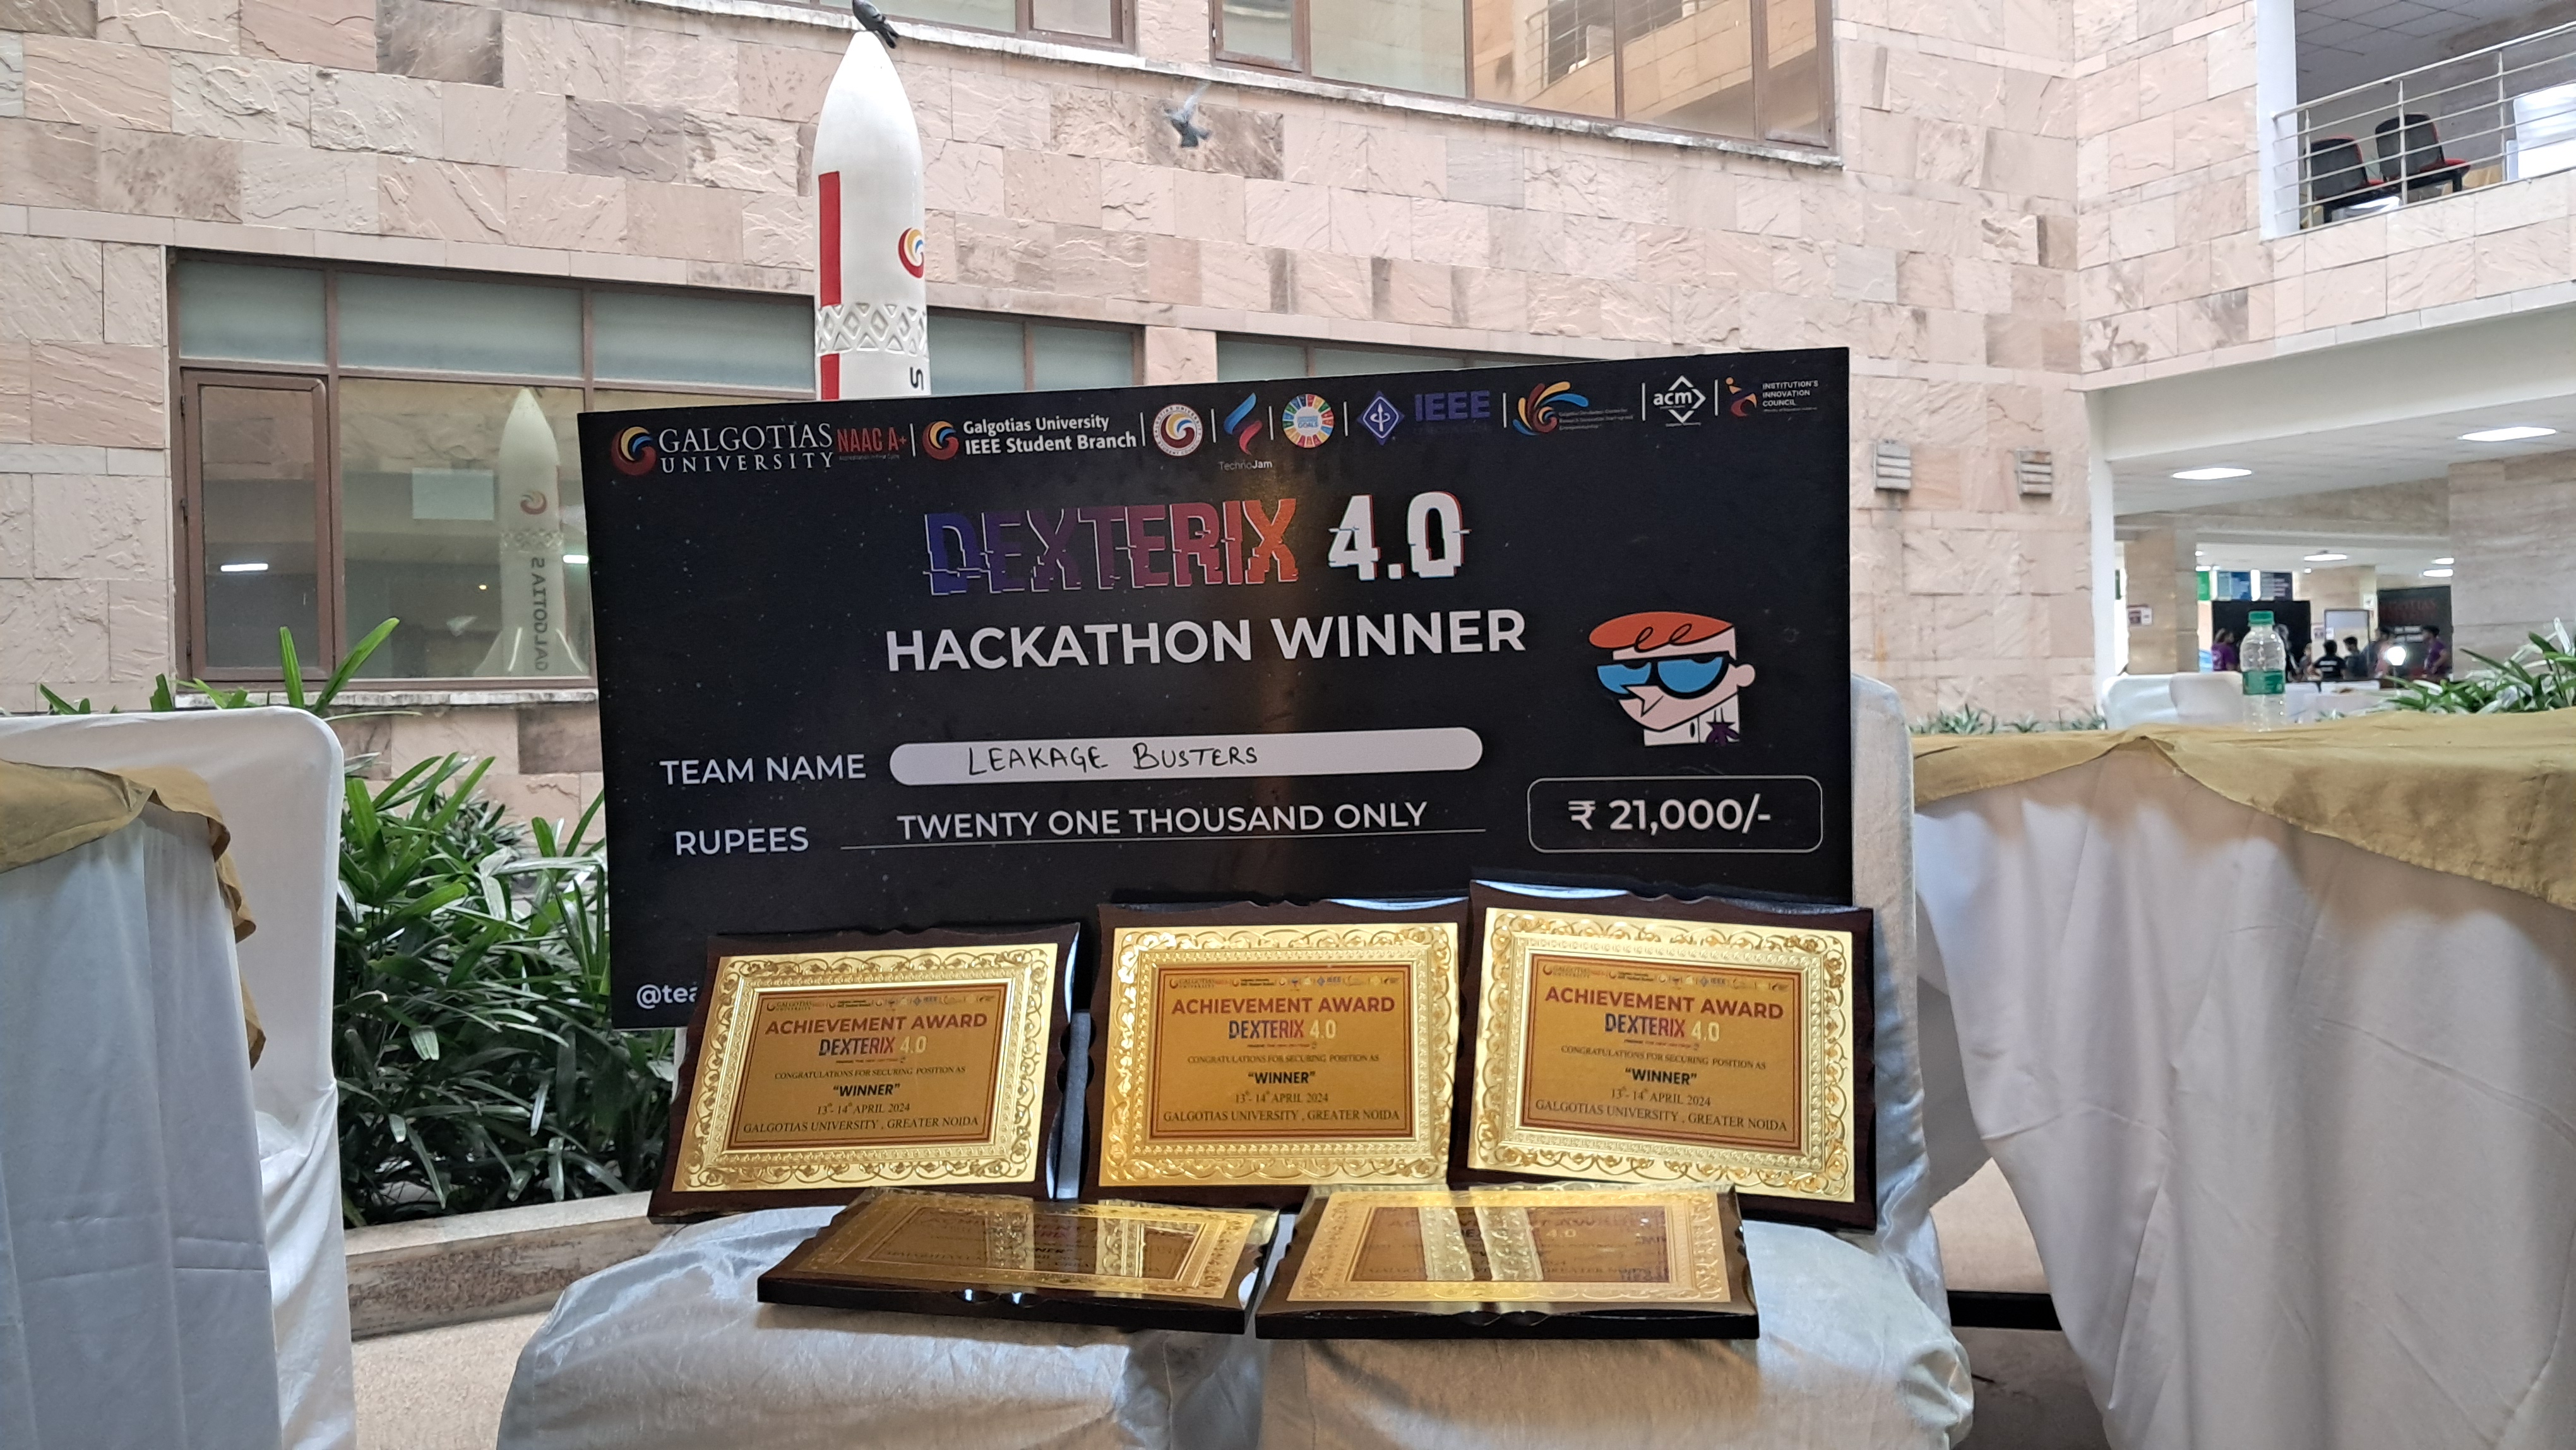 GALGOTIAS
UNIVERSITY
NAAC A+
Galgotias University
IEEE Student Branch
TechnoJam
IEEE
acm
INSTITUTION'S
INNOVATION
COUNCIL
DEXTERIX 4.0
HACKATHON WINNER
TEAM NAME LEAKAGE BUSTERS
RUPEES TWENTY ONE THOUSAND ONLY
₹ 21,000/-
@tea
ACHIEVEMENT AWARD
DEXTERIX 4.0
CONGRATULATIONS FOR SECURING POSITION AS
"WINNER"
13th- 14th APRIL 2024
GALGOTIAS UNIVERSITY , GREATER NOIDA
ACHIEVEMENT AWARD
DEXTERIX 4.0
CONGRATULATIONS FOR SECURING POSITION AS
"WINNER"
13th- 14th APRIL 2024
GALGOTIAS UNIVERSITY , GREATER NOIDA
ACHIEVEMENT AWARD
DEXTERIX 4.0
CONGRATULATIONS FOR SECURING POSITION AS
"WINNER"
13th- 14th APRIL 2024
GALGOTIAS UNIVERSITY , GREATER NOIDA